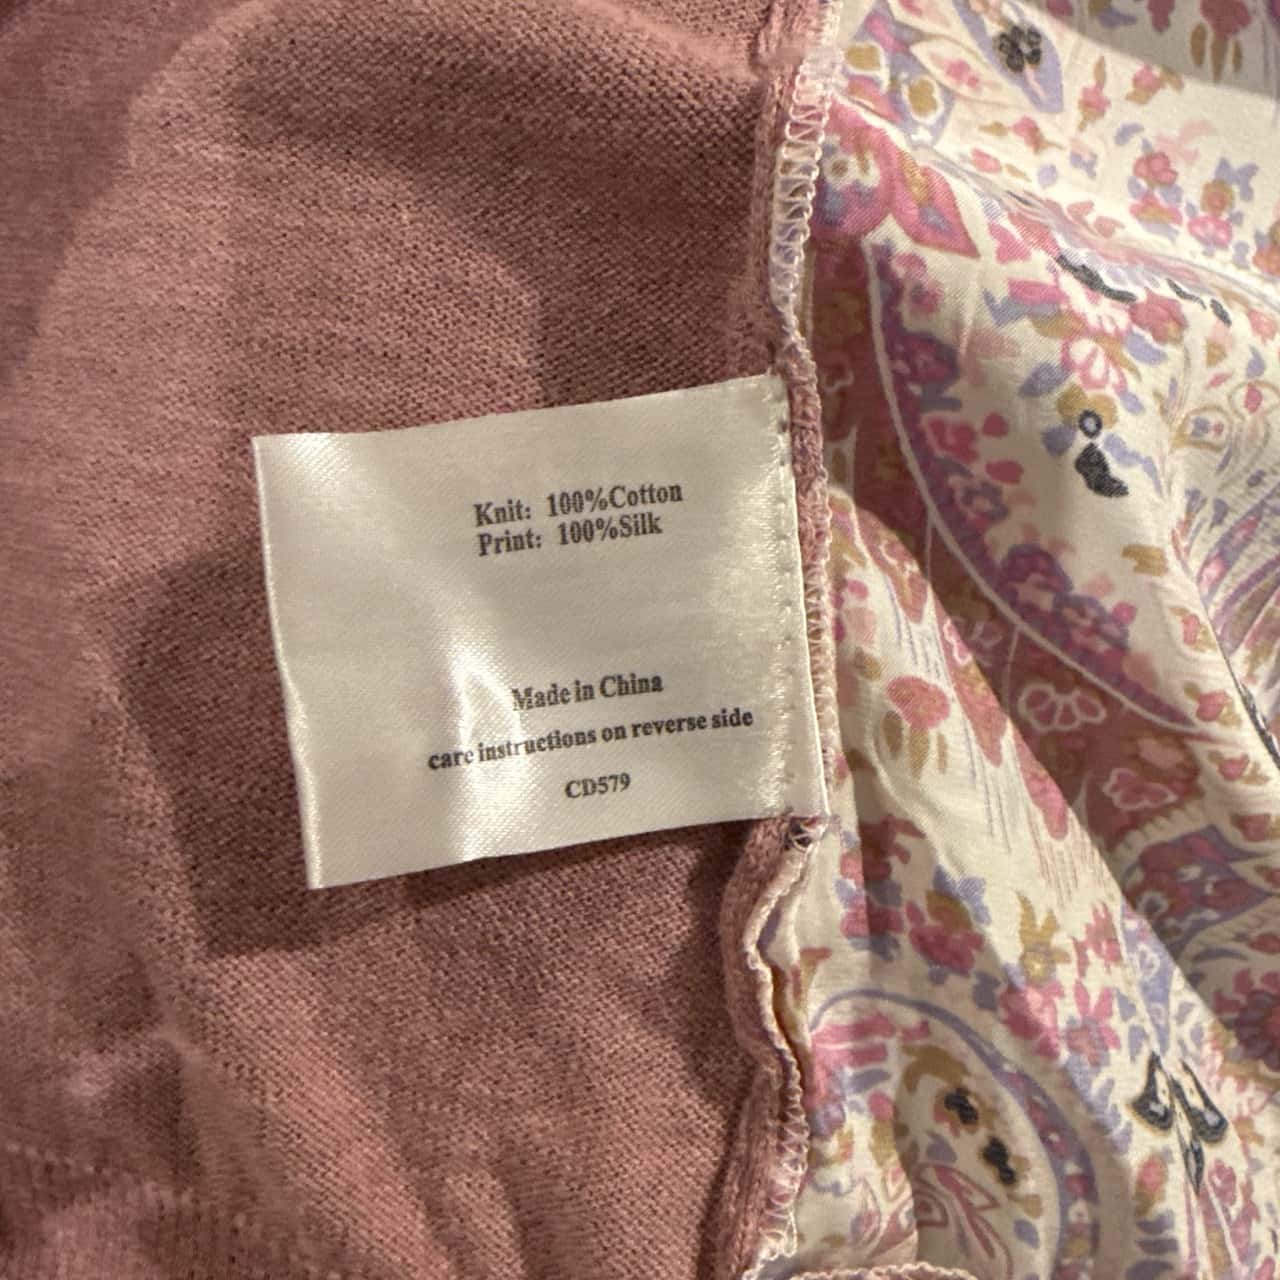 Knit: 100%Cotton
Print: 100%Silk
Made in China
care instructions on reverse side
CD579